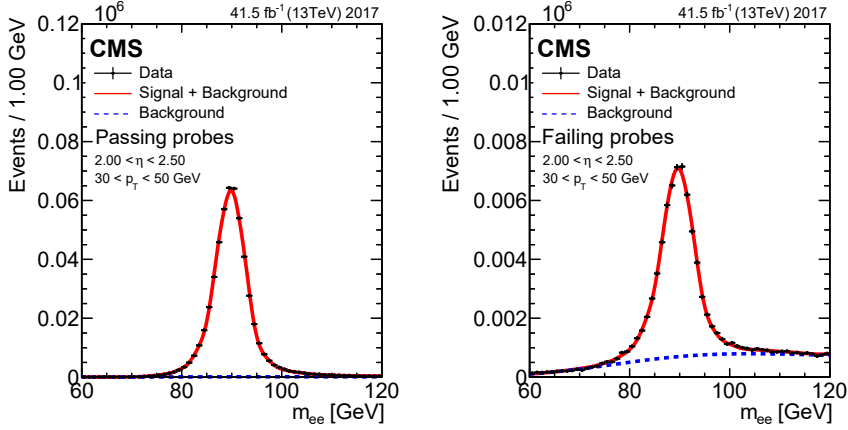 10⁶ 41.5 fb⁻¹ (13TeV) 2017
CMS
Data
Signal + Background
Background
Passing probes
2.00 < η < 2.50
30 < p_T < 50 GeV
Events / 1.00 GeV
0.12
0.1
0.08
0.06
0.04
0.02
0
60 80 100 120
m_ee [GeV]
10⁶ 41.5 fb⁻¹ (13TeV) 2017
CMS
Data
Signal + Background
Background
Failing probes
2.00 < η < 2.50
30 < p_T < 50 GeV
Events / 1.00 GeV
0.012
0.01
0.008
0.006
0.004
0.002
0
60 80 100 120
m_ee [GeV]